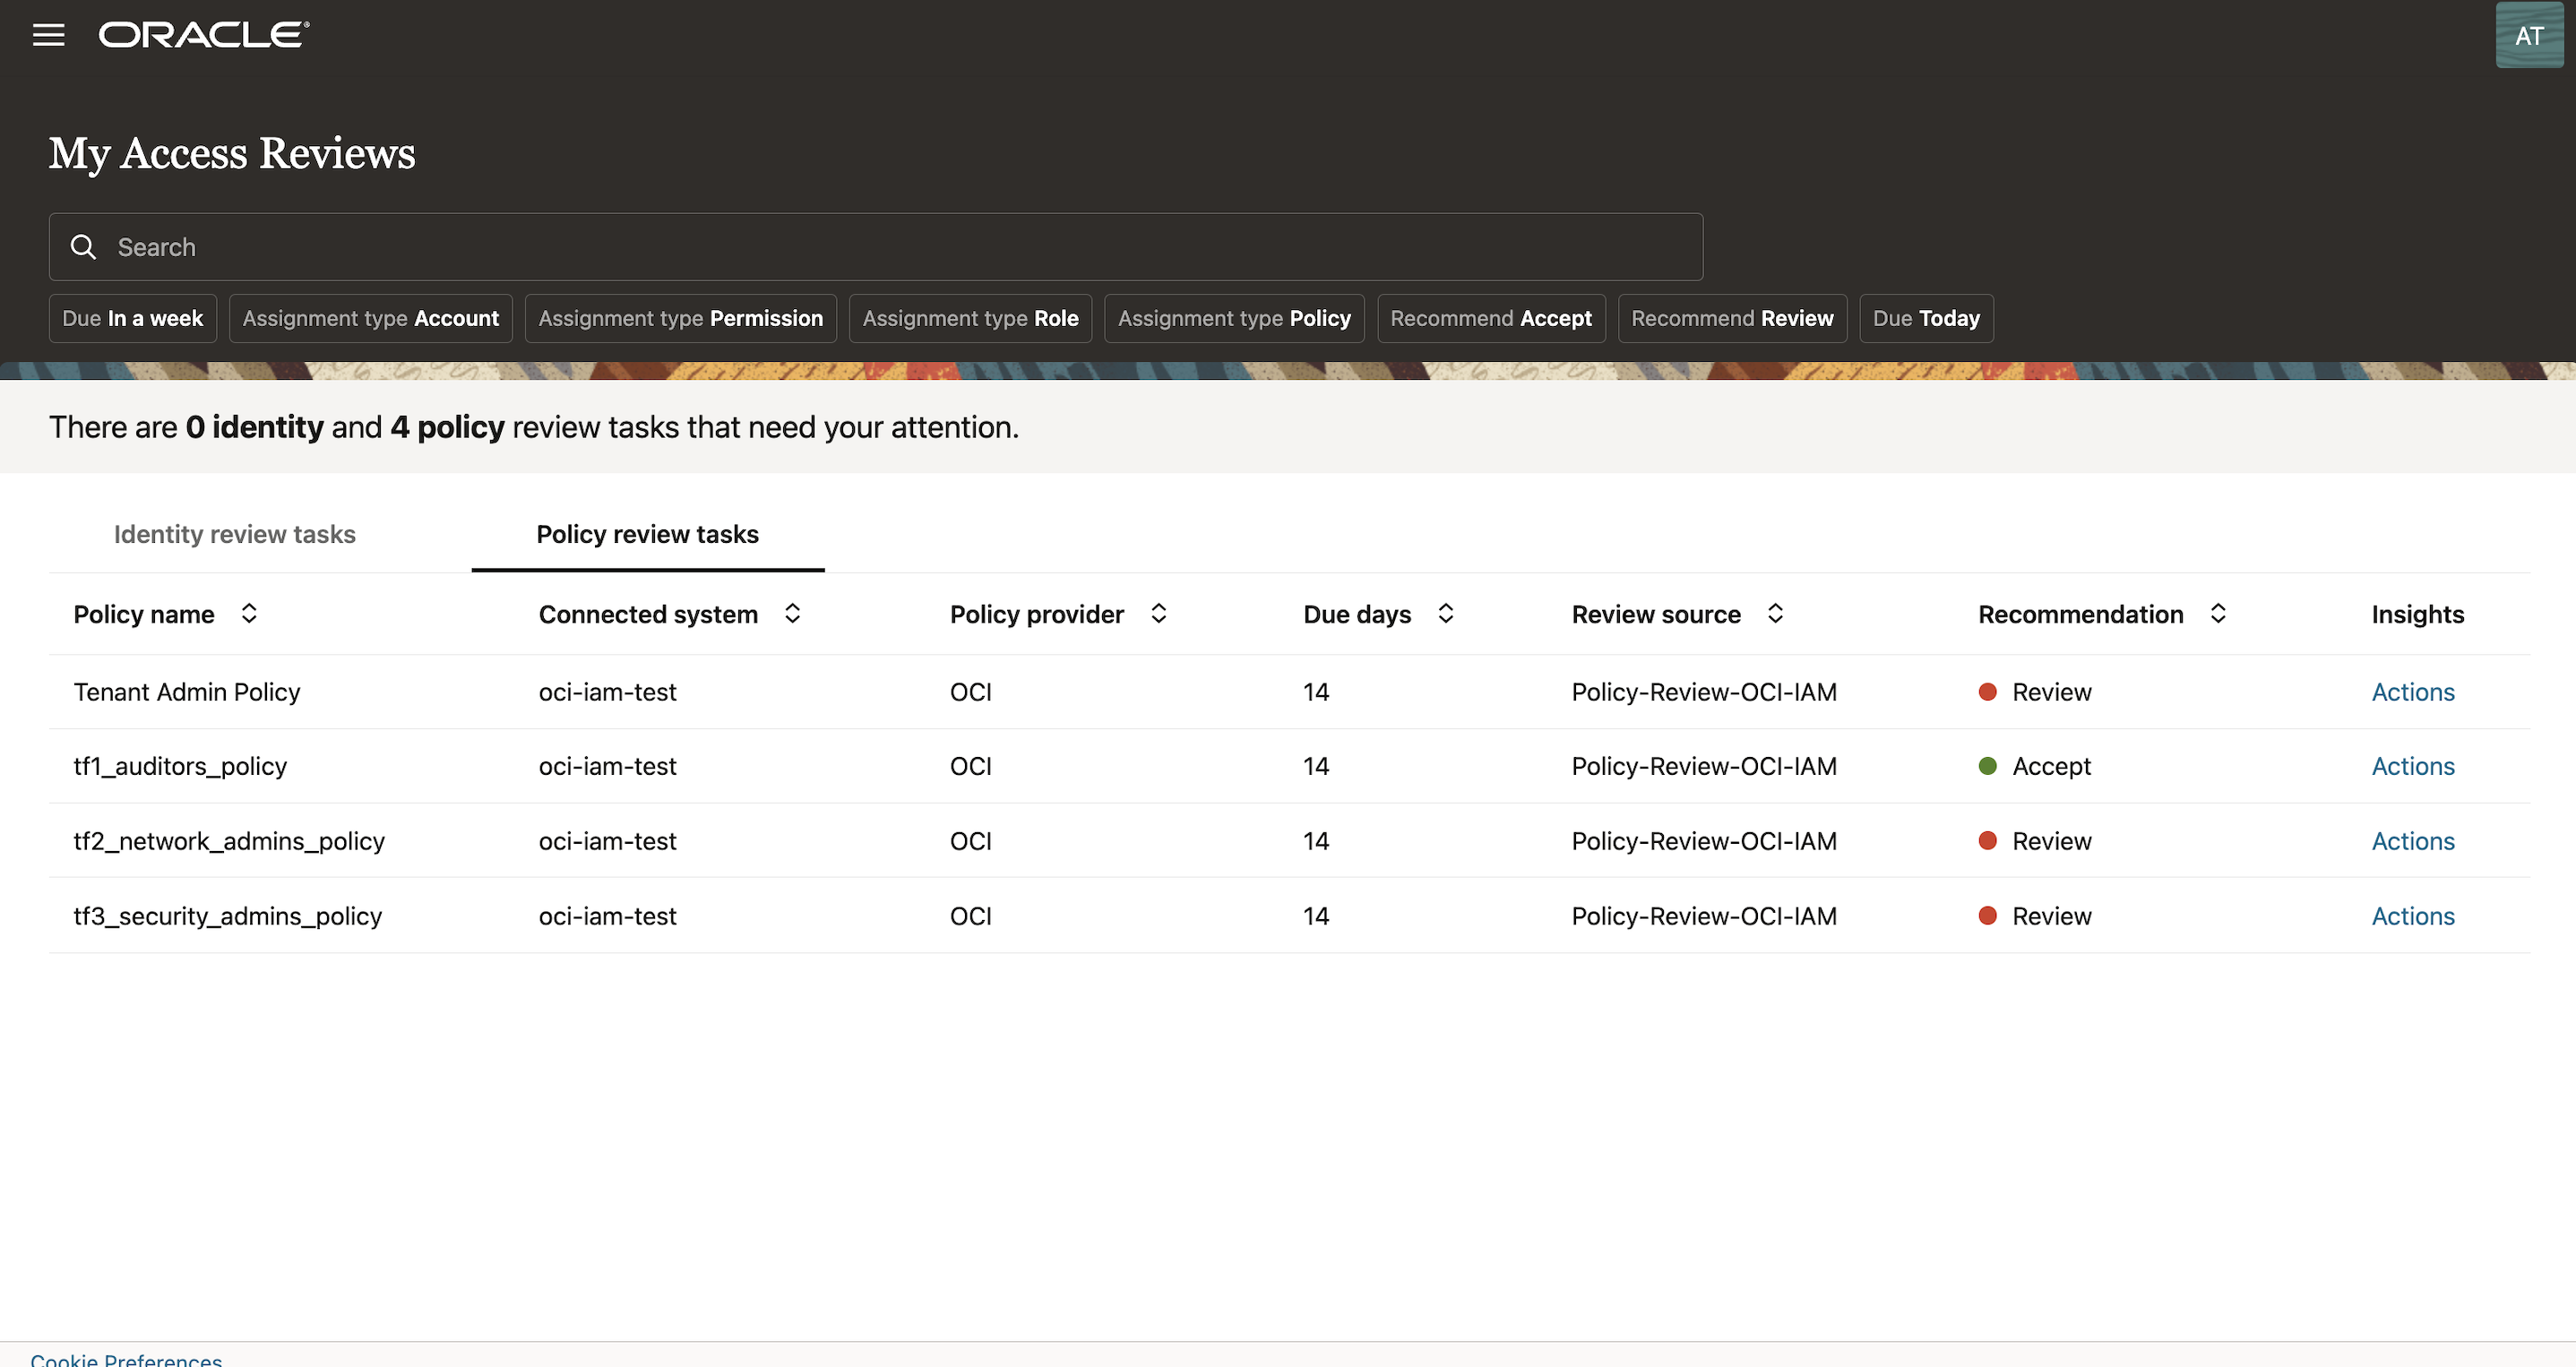 ORACLE
AT
My Access Reviews
Search
Due In a week Assignment type Account Assignment type Permission Assignment type Role Assignment type Policy Recommend Accept Recommend Review Due Today
There are 0 identity and 4 policy review tasks that need your attention.
Identity review tasks Policy review tasks
Policy name Connected system Policy provider Due days Review source Recommendation Insights
Tenant Admin Policy oci-iam-test OCI 14 Policy-Review-OCI-IAM Review Actions
tf1_auditors_policy oci-iam-test OCI 14 Policy-Review-OCI-IAM Accept Actions
tf2_network_admins_policy oci-iam-test OCI 14 Policy-Review-OCI-IAM Review Actions
tf3_security_admins_policy oci-iam-test OCI 14 Policy-Review-OCI-IAM Review Actions
Cookie Preferences